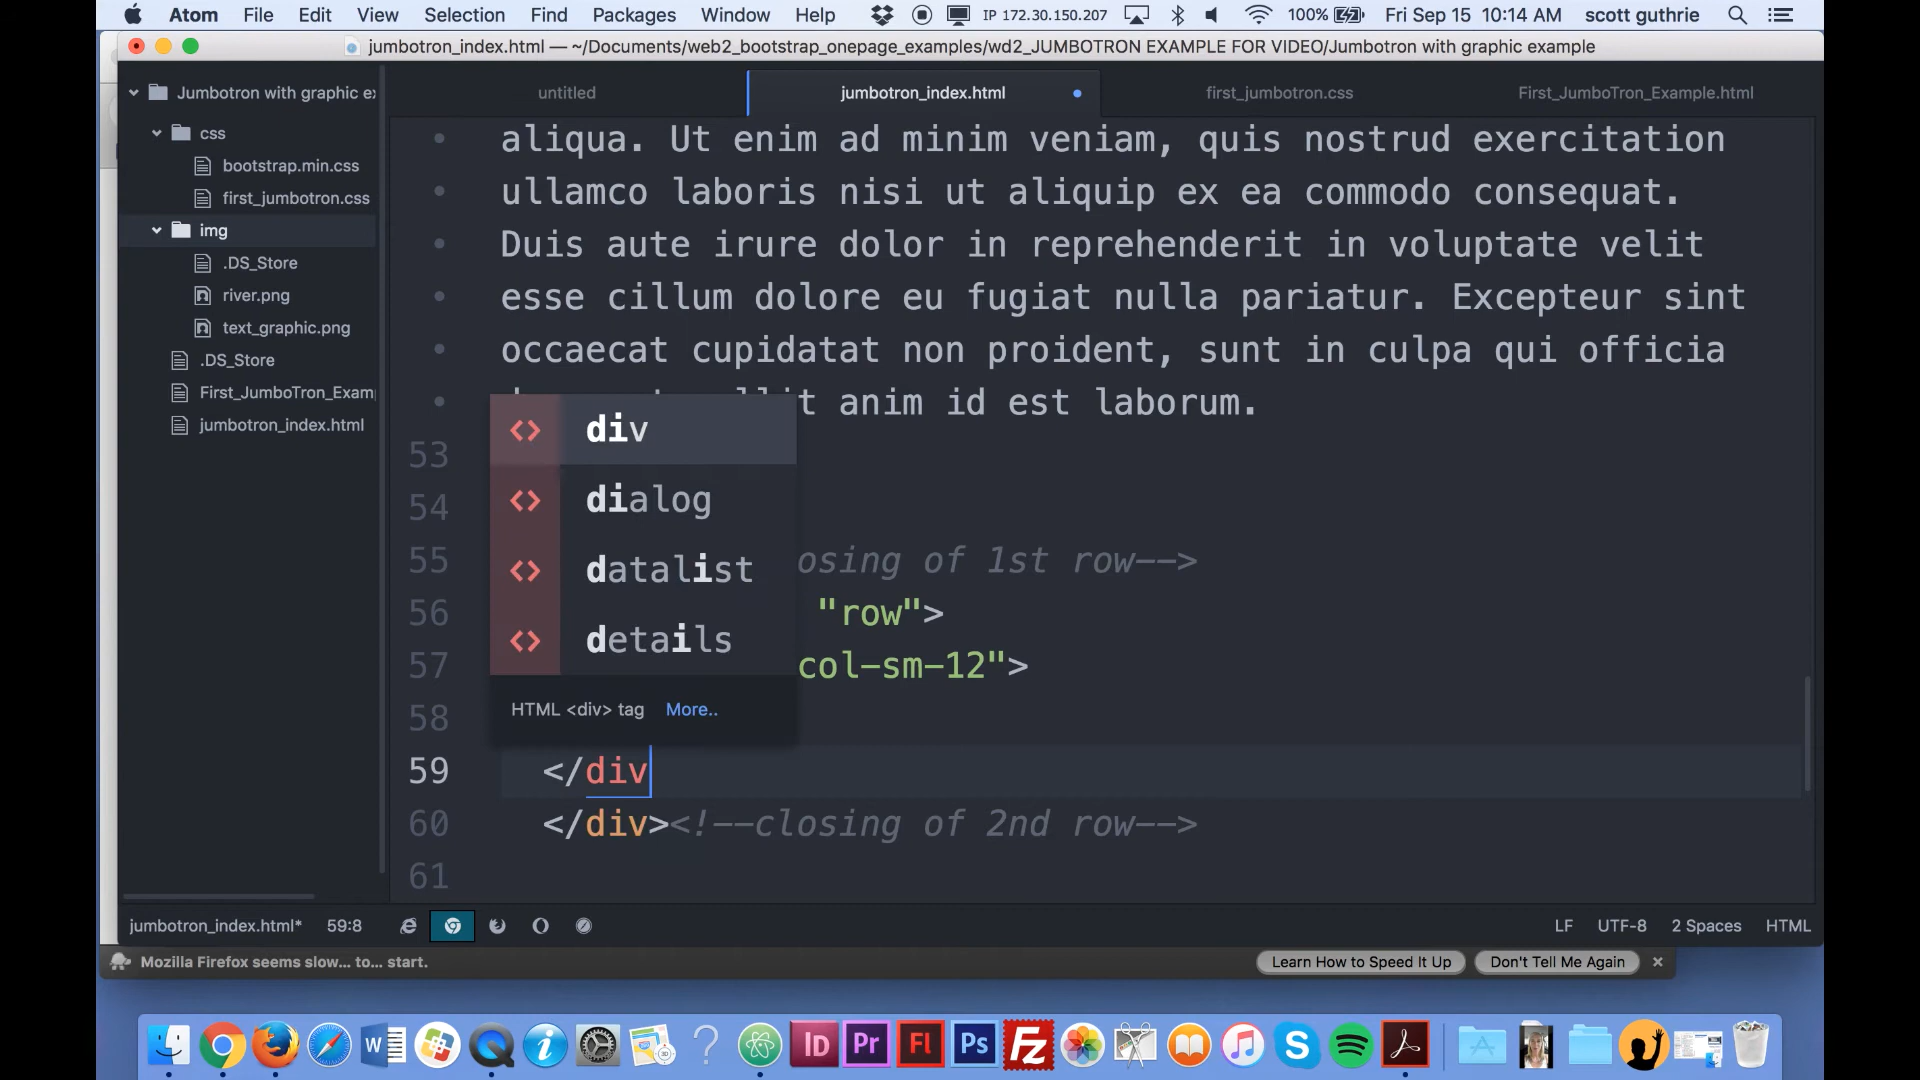 Atom File Edit View Selection Find Packages Window Help IP 172.30.150.207 100% Fri Sep 15 10:14 AM scott guthrie
jumbotron_index.html — ~/Documents/web2_bootstrap_onepage_examples/wd2_JUMBOTRON EXAMPLE FOR VIDEO/Jumbotron with graphic example
Jumbotron with graphic e
css
bootstrap.min.css
first_jumbotron.css
img
.DS_Store
river.png
text_graphic.png
.DS_Store
First_JumboTron_Exam
jumbotron_index.html
untitled jumbotron_index.html first_jumbotron.css First_JumboTron_Example.html
aliqua. Ut enim ad minim veniam, quis nostrud exercitation
ullamco laboris nisi ut aliquip ex ea commodo consequat.
Duis aute irure dolor in reprehenderit in voluptate velit
esse cillum dolore eu fugiat nulla pariatur. Excepteur sint
occaecat cupidatat non proident, sunt in culpa qui officia
t anim id est laborum.
53
54
55 osing of 1st row-->
56 "row">
57 col-sm-12">
58
59 </div
60 </div><!--closing of 2nd row-->
61
<> div
<> dialog
<> datalist
<> details
HTML <div> tag More..
jumbotron_index.html* 59:8 LF UTF-8 2 Spaces HTML
Mozilla Firefox seems slow... to... start. Learn How to Speed It Up Don't Tell Me Again ×
W i ? Id Pr Fl Ps Fz S